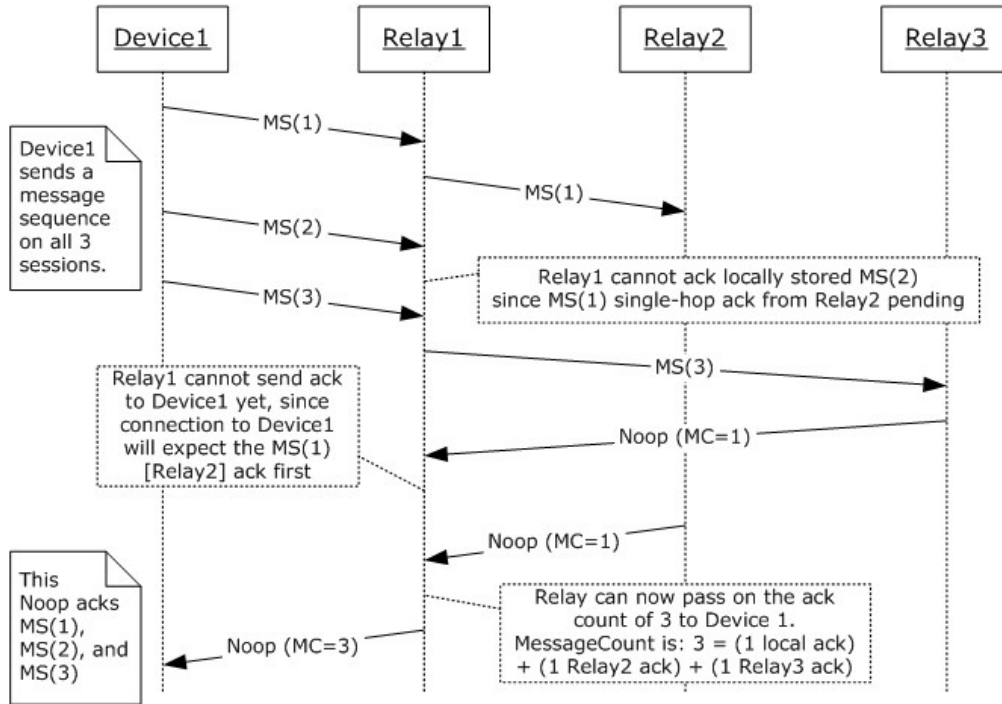 Device1
Relay1
Relay2
Relay3
MS(1)
Device1
sends a
message
sequence
on all 3
sessions.
MS(1)
MS(2)
Relay1 cannot ack locally stored MS(2)
since MS(1) single-hop ack from Relay2 pending
MS(3)
MS(3)
Relay1 cannot send ack
to Device1 yet, since
connection to Device1
will expect the MS(1)
[Relay2] ack first
Noop (MC=1)
Noop (MC=1)
This
Noop acks
MS(1),
MS(2), and
MS(3)
Relay can now pass on the ack
count of 3 to Device 1.
MessageCount is: 3 = (1 local ack)
+ (1 Relay2 ack) + (1 Relay3 ack)
Noop (MC=3)